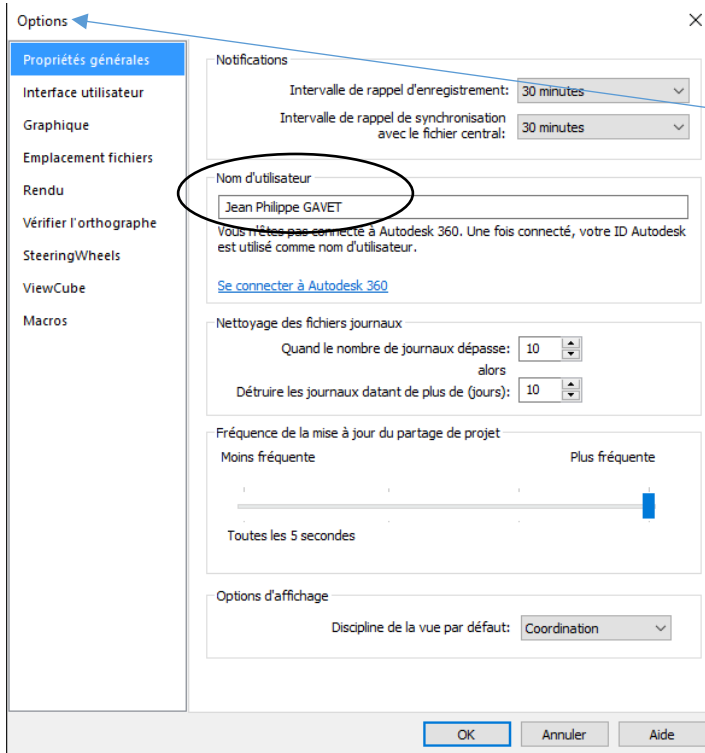 Options
Propriétés générales
Interface utilisateur
Graphique
Emplacement fichiers
Rendu
Vérifier l'orthographe
SteeringWheels
ViewCube
Macros
Notifications
Intervalle de rappel d'enregistrement: 30 minutes
Intervalle de rappel de synchronisation
avec le fichier central: 30 minutes
Nom d'utilisateur
Jean Philippe GAVET
Vous n'êtes pas connecté à Autodesk 360. Une fois connecté, votre ID Autodesk
est utilisé comme nom d'utilisateur.
Se connecter à Autodesk 360
Nettoyage des fichiers journaux
Quand le nombre de journaux dépasse: 10
alors
Détruire les journaux datant de plus de (jours): 10
Fréquence de la mise à jour du partage de projet
Moins fréquente Plus fréquente
Toutes les 5 secondes
Options d'affichage
Discipline de la vue par défaut: Coordination
OK Annuler Aide